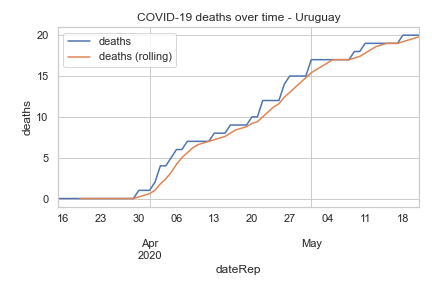 COVID-19 deaths over time - Uruguay
deaths
deaths (rolling)
deaths
20
15
10
5
0
16 23 30 06 13 20 27 04 11 18
Apr May
2020
dateRep